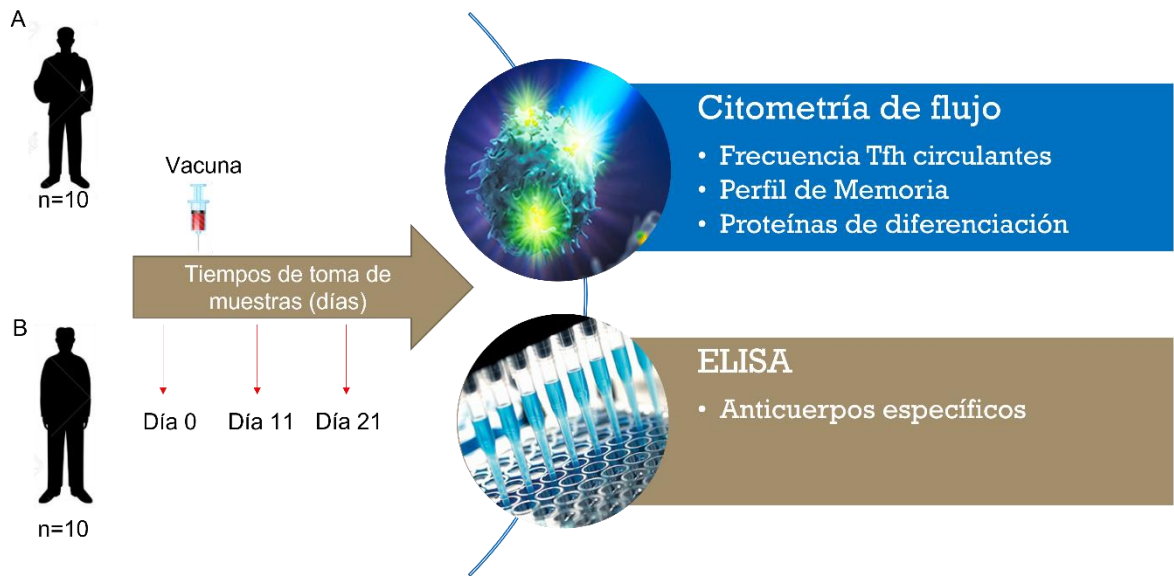 A
n=10
Vacuna
Tiempos de toma de
muestras (días)
B
n=10
Día 0
Día 11
Día 21
Citometría de flujo
• Frecuencia Tfh circulantes
• Perfil de Memoria
• Proteínas de diferenciación
ELISA
• Anticuerpos específicos